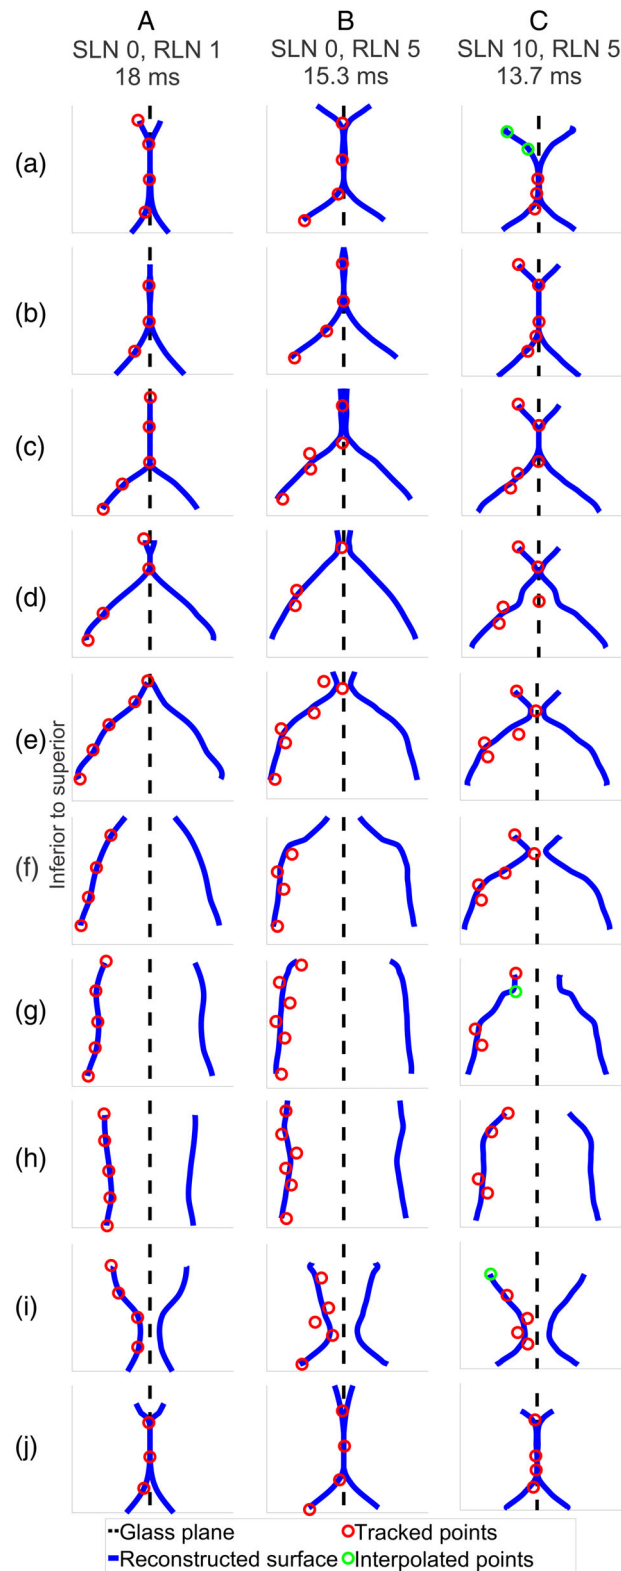 A B C
SLN 0, RLN 1 SLN 0, RLN 5 SLN 10, RLN 5
18 ms 15.3 ms 13.7 ms
(a)
(b)
(c)
(d)
(e)
Inferior to superior
(f)
(g)
(h)
(i)
(j)
Glass plane Tracked points
Reconstructed surface Interpolated points